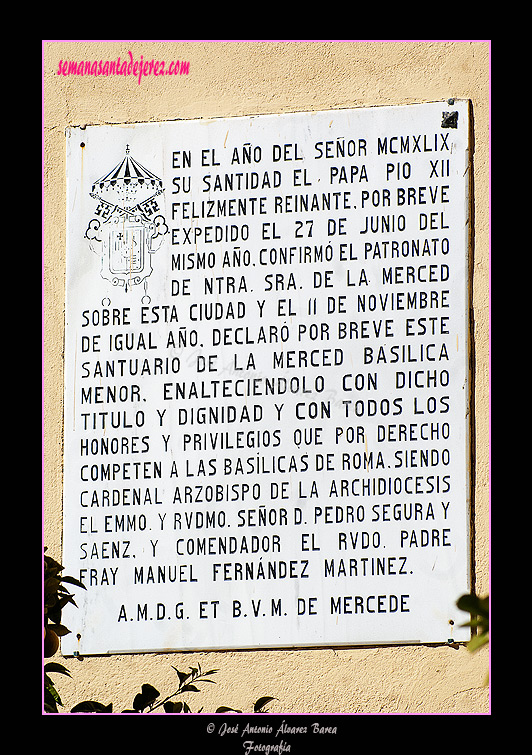 semanasantadejerez.com
EN EL AÑO DEL SEÑOR MCMXLIX,
SU SANTIDAD EL PAPA PIO XII
FELIZMENTE REINANTE, POR BREVE
EXPEDIDO EL 27 DE JUNIO DEL
MISMO AÑO, CONFIRMÓ EL PATRONATO
DE NTRA. SRA. DE LA MERCED
SOBRE ESTA CIUDAD Y EL 11 DE NOVIEMBRE
DE IGUAL AÑO, DECLARÓ POR BREVE ESTE
SANTUARIO DE LA MERCED BASÍLICA
MENOR, ENALTECIENDOLO CON DICHO
TITULO Y DIGNIDAD Y CON TODOS LOS
HONORES Y PRIVILEGIOS QUE POR DERECHO
COMPETEN A LAS BASÍLICAS DE ROMA, SIENDO
CARDENAL ARZOBISPO DE LA ARCHIDIOCESIS
EL EMMO. Y RVDMO. SEÑOR D. PEDRO SEGURA Y
SAENZ, Y COMENDADOR EL RVDO. PADRE
FRAY MANUEL FERNÁNDEZ MARTINEZ.
A.M.D.G. ET B.V.M. DE MERCEDE
© José Antonio Álvarez Barea
Fotografía